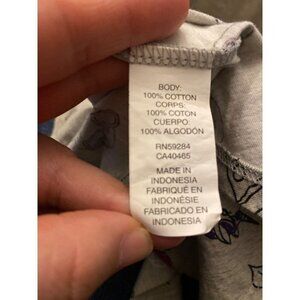 BODY:
100% COTTON
CORPS:
100% COTON
CUERPO:
100% ALGODÓN
RN59284
CA40465
MADE IN
INDONESIA
FABRIQUÉ EN
INDONÉSIE
FABRICADO EN
INDONESIA